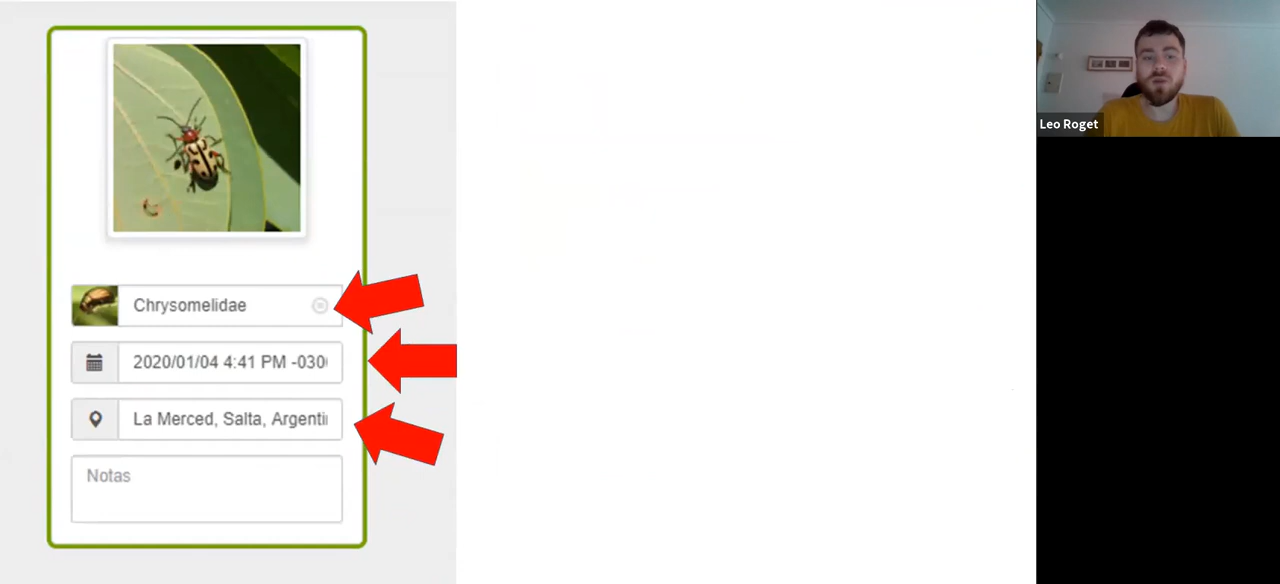 Chrysomelidae
2020/01/04 4:41 PM -030
La Merced, Salta, Argenti
Notas
Leo Roget